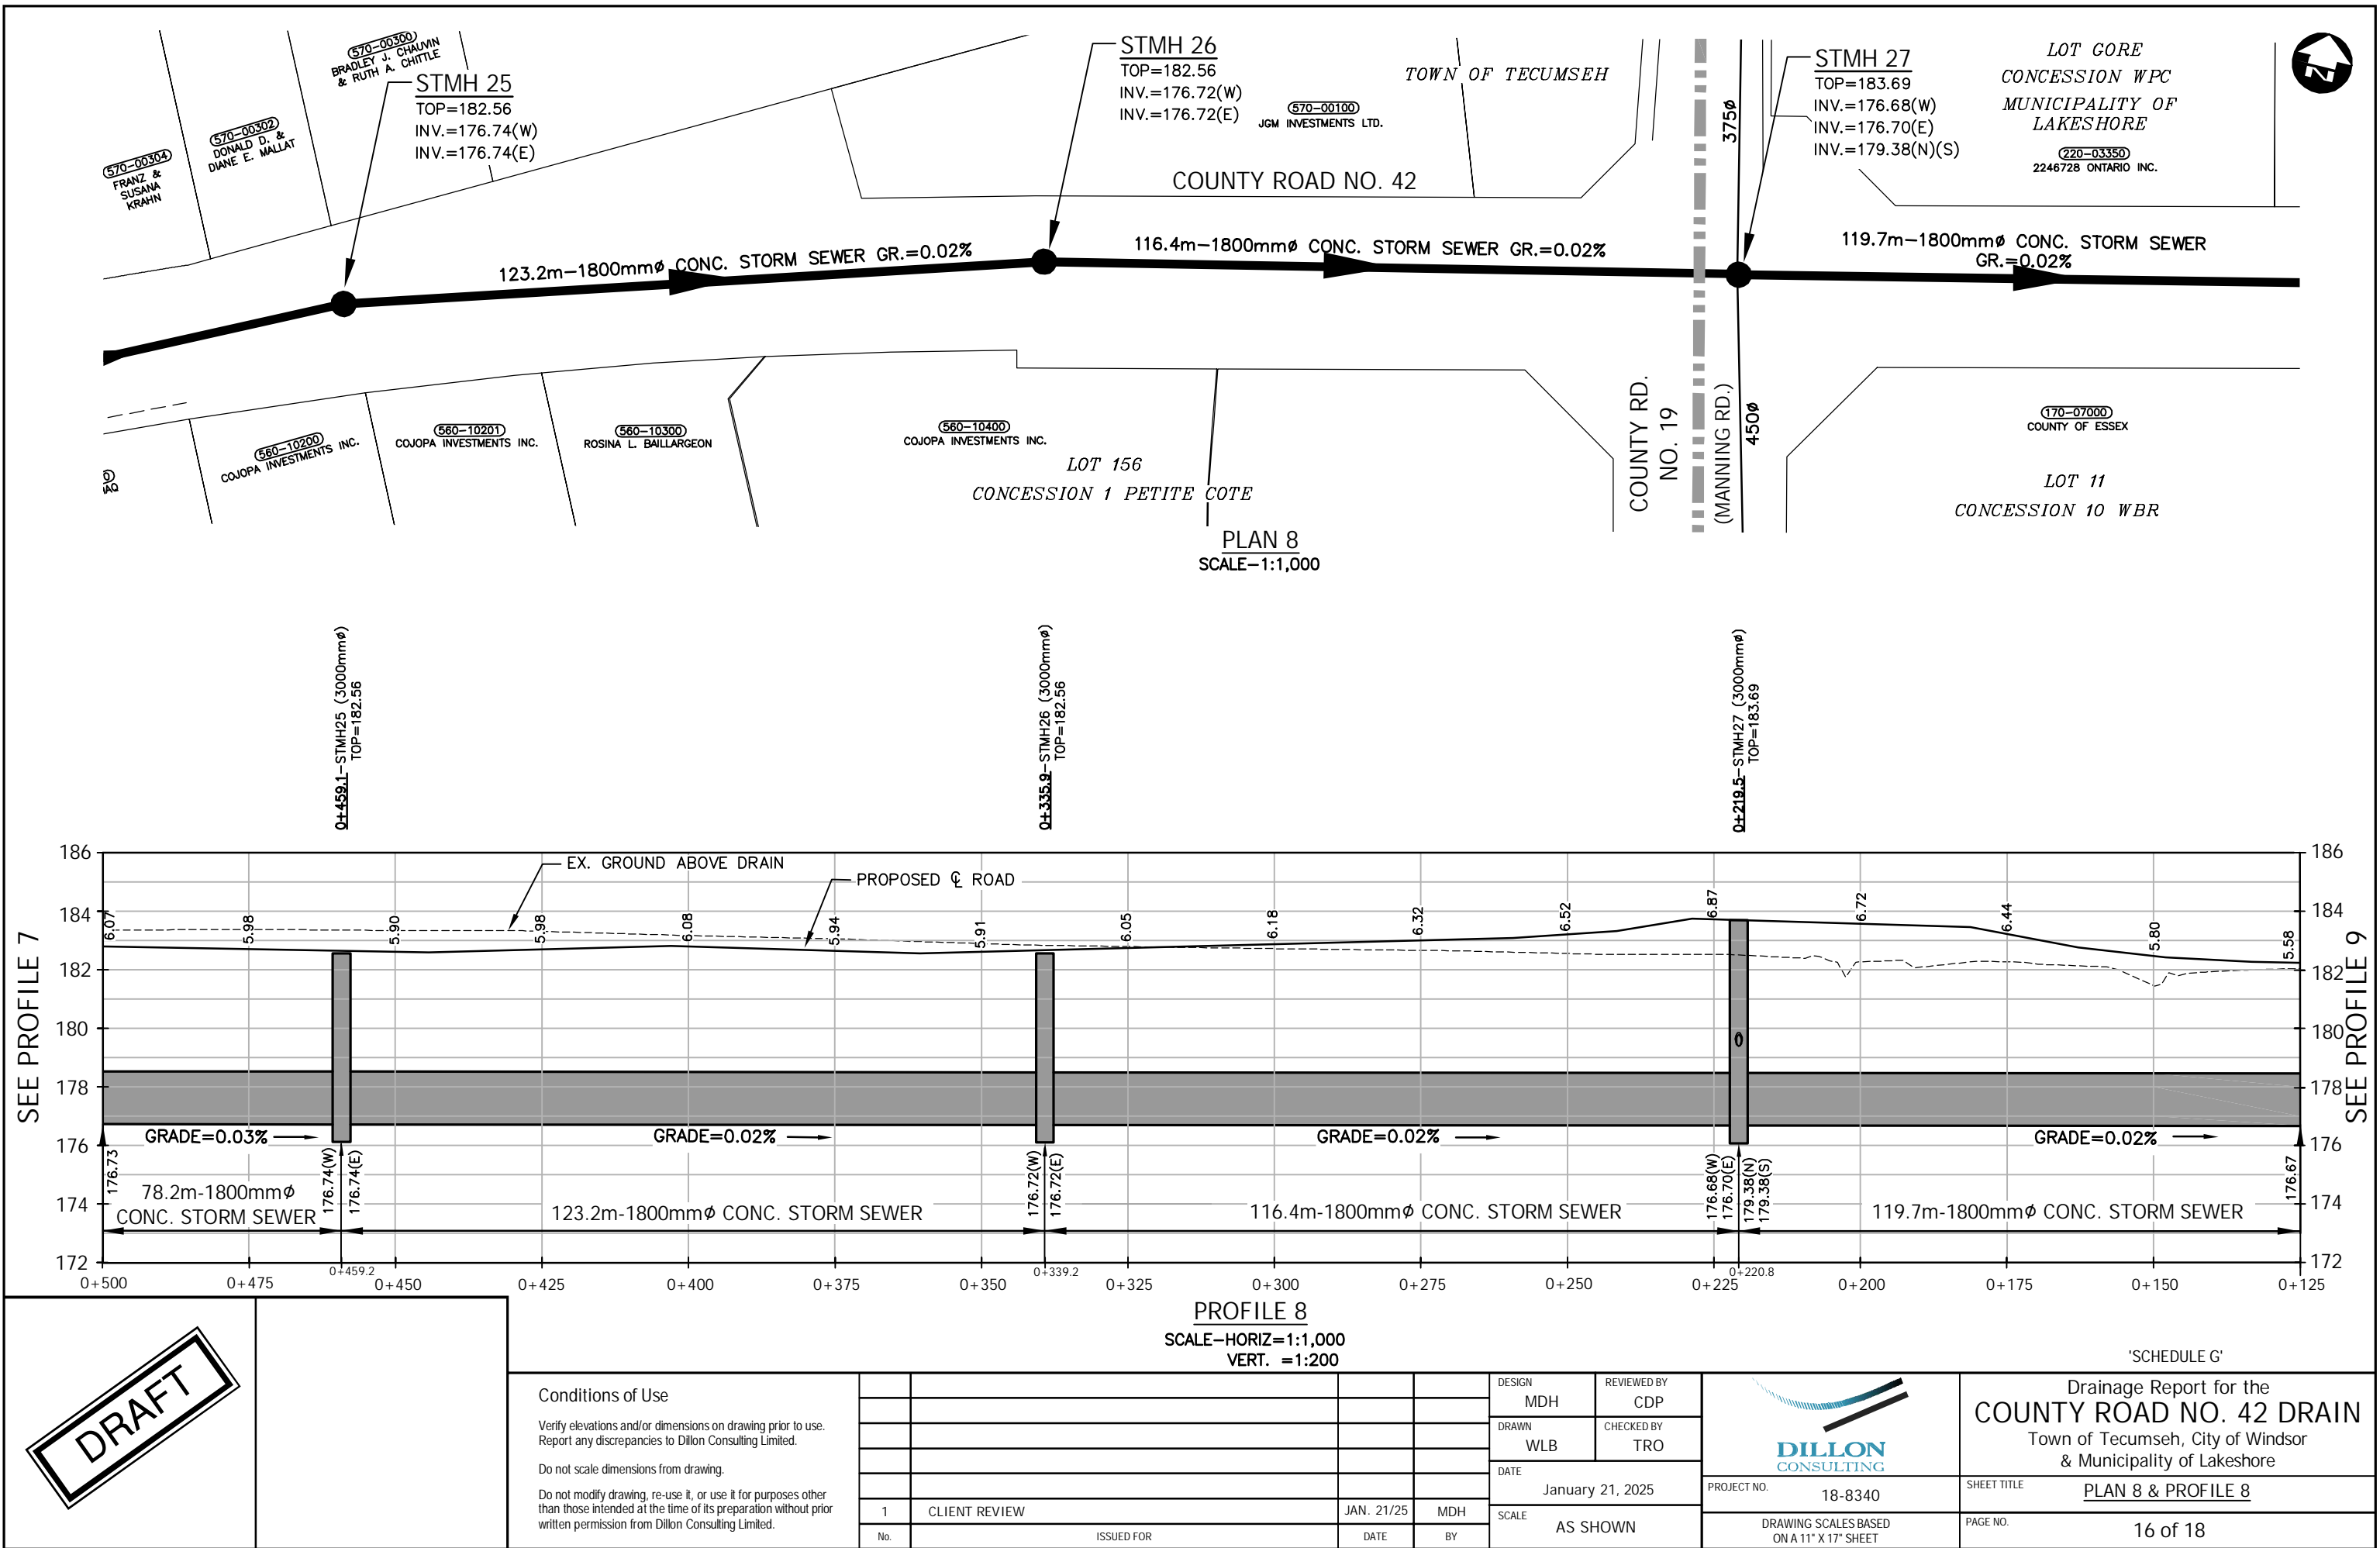 570-00300
BRADLEY J. CHAUVIN
& RUTH A. CHITTLE
570-00302
DONALD D. &
DIANE E. MALLAT
570-00304
FRANZ &
SUSANA
KRAHN
STMH 25
TOP=182.56
INV.=176.74(W)
INV.=176.74(E)
STMH 26
TOP=182.56
INV.=176.72(W)
INV.=176.72(E)
570-00100
JGM INVESTMENTS LTD.
TOWN OF TECUMSEH
STMH 27
TOP=183.69
INV.=176.68(W)
INV.=176.70(E)
INV.=179.38(N)(S)
LOT GORE
CONCESSION WPC
MUNICIPALITY OF
LAKESHORE
220-03350
2246728 ONTARIO INC.
N
COUNTY ROAD NO. 42
375ø
123.2m-1800mmø CONC. STORM SEWER GR.=0.02%
116.4m-1800mmø CONC. STORM SEWER GR.=0.02%
119.7m-1800mmø CONC. STORM SEWER
GR.=0.02%
560-10200
COJOPA INVESTMENTS INC.
560-10201
COJOPA INVESTMENTS INC.
560-10300
ROSINA L. BAILLARGEON
560-10400
COJOPA INVESTMENTS INC.
LOT 156
CONCESSION 1 PETITE COTE
COUNTY RD.
NO. 19
(MANNING RD.)
450ø
170-07000
COUNTY OF ESSEX
LOT 11
CONCESSION 10 WBR
PLAN 8
SCALE-1:1,000
0+459.1-STMH25 (3000mmø)
TOP=182.56
0+335.9-STMH26 (3000mmø)
TOP=182.56
0+219.5-STMH27 (3000mmø)
TOP=183.69
SEE PROFILE 7
186
184
182
180
178
176
174
172
EX. GROUND ABOVE DRAIN
PROPOSED ℄ ROAD
6.07
5.98
5.90
5.98
6.08
5.94
5.91
6.05
6.18
6.32
6.52
6.87
6.72
6.44
5.80
5.58
186
184
182
180
178
176
174
172
SEE PROFILE 9
GRADE=0.03%
GRADE=0.02%
GRADE=0.02%
GRADE=0.02%
176.73
176.74(W)
176.74(E)
176.72(W)
176.72(E)
176.68(W)
176.70(E)
179.38(N)
179.38(S)
176.67
78.2m-1800mmø
CONC. STORM SEWER
123.2m-1800mmø CONC. STORM SEWER
116.4m-1800mmø CONC. STORM SEWER
119.7m-1800mmø CONC. STORM SEWER
0+500
0+475
0+459.2
0+450
0+425
0+400
0+375
0+350
0+339.2
0+325
0+300
0+275
0+250
0+225
0+220.8
0+200
0+175
0+150
0+125
PROFILE 8
SCALE-HORIZ=1:1,000
VERT. =1:200
'SCHEDULE G'
DRAFT
Conditions of Use
Verify elevations and/or dimensions on drawing prior to use.
Report any discrepancies to Dillon Consulting Limited.
Do not scale dimensions from drawing.
Do not modify drawing, re-use it, or use it for purposes other
than those intended at the time of its preparation without prior
written permission from Dillon Consulting Limited.
1 CLIENT REVIEW JAN. 21/25 MDH
No. ISSUED FOR DATE BY
DESIGN
MDH
REVIEWED BY
CDP
DRAWN
WLB
CHECKED BY
TRO
DATE
January 21, 2025
SCALE
AS SHOWN
DILLON
CONSULTING
PROJECT NO.
18-8340
DRAWING SCALES BASED
ON A 11" X 17" SHEET
Drainage Report for the
COUNTY ROAD NO. 42 DRAIN
Town of Tecumseh, City of Windsor
& Municipality of Lakeshore
SHEET TITLE
PLAN 8 & PROFILE 8
PAGE NO.
16 of 18